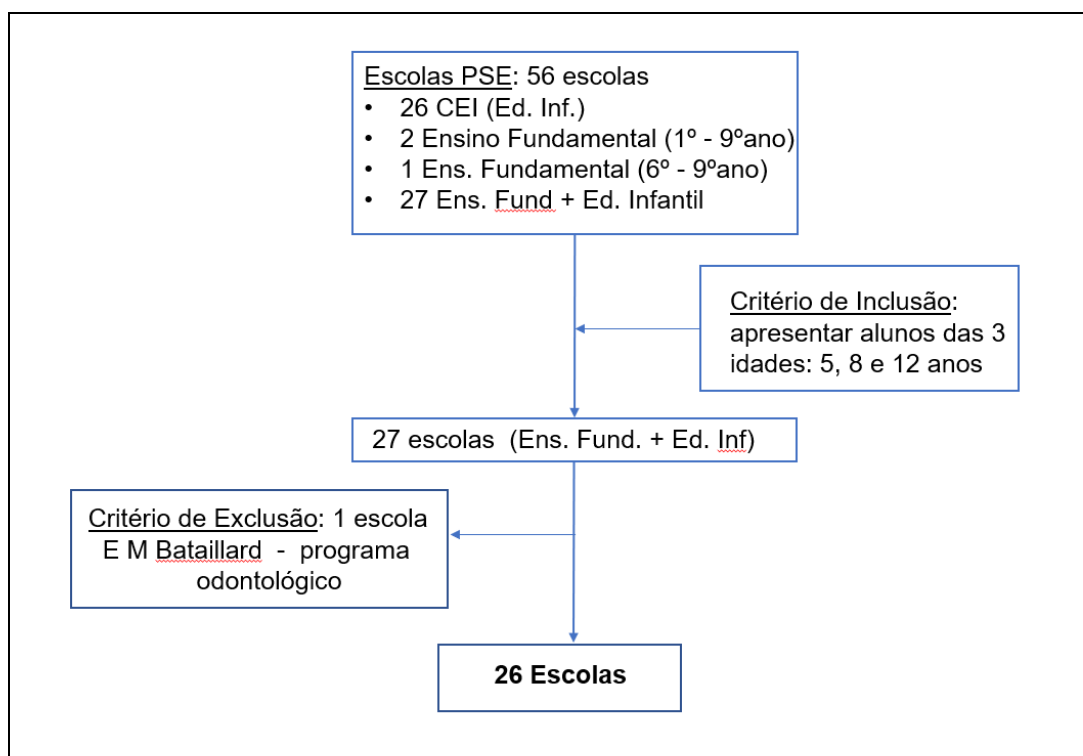 Escolas PSE: 56 escolas
• 26 CEI (Ed. Inf.)
• 2 Ensino Fundamental (1º - 9ºano)
• 1 Ens. Fundamental (6º - 9ºano)
• 27 Ens. Fund + Ed. Infantil
Critério de Inclusão:
apresentar alunos das 3
idades: 5, 8 e 12 anos
27 escolas (Ens. Fund. + Ed. Inf)
Critério de Exclusão: 1 escola
E M Bataillard - programa
odontológico
26 Escolas